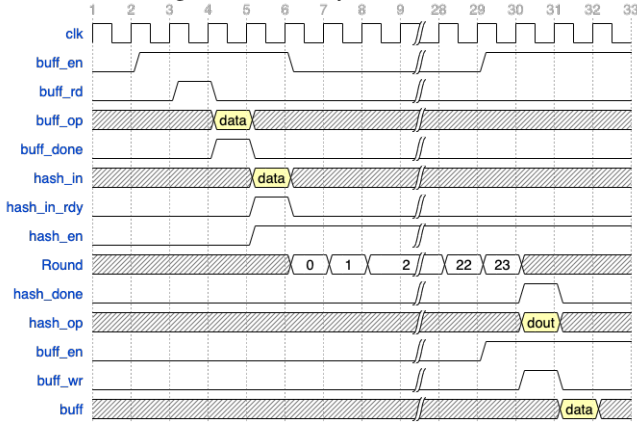 1 2 3 4 5 6 7 8 9 28 29 30 31 32 33
clk
buff_en
buff_rd
buff_op data
buff_done
hash_in data
hash_in_rdy
hash_en
Round 0 1 2 22 23
hash_done
hash_op dout
buff_en
buff_wr
buff data